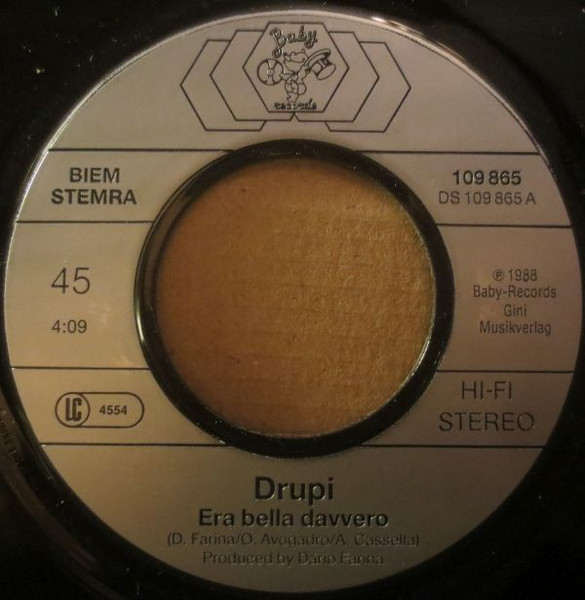 Baby
records
BIEM
STEMRA
109 865
DS 109 865 A
45
4:09
℗ 1988
Baby-Records
Gini
Musikverlag
LC 4554
HI-FI
STEREO
Drupi
Era bella davvero
(D. Farina/O. Avogadro/A. Cassella)
Produced by Dario Farina